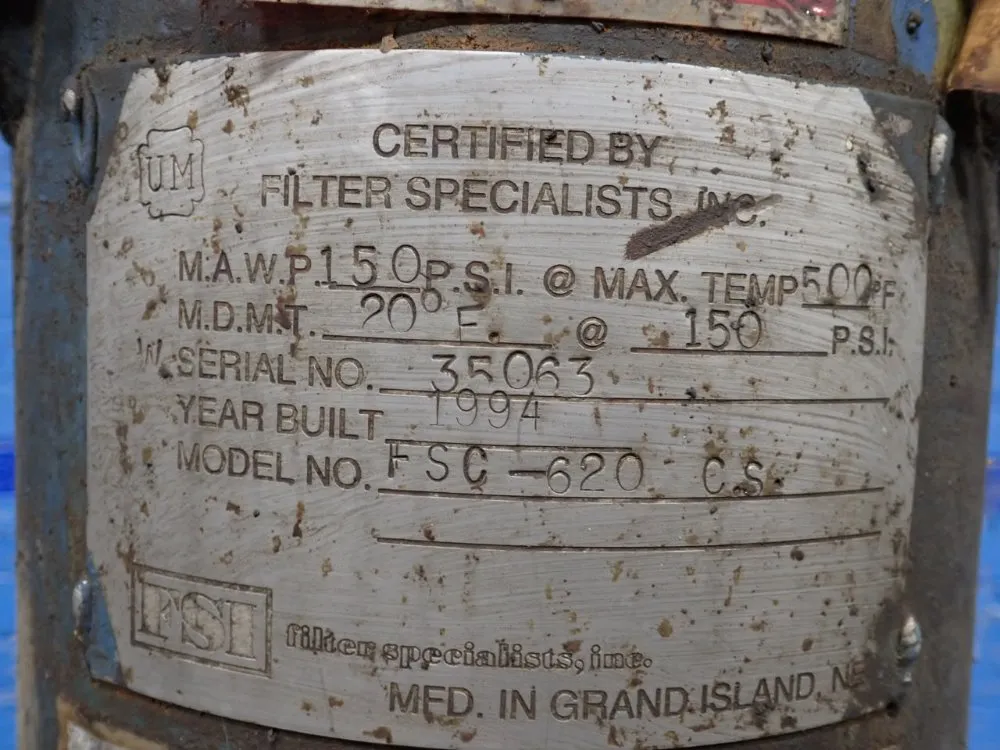 UM
CERTIFIED BY
FILTER SPECIALISTS, INC.
M.A.W.P. 150 P.S.I. @ MAX. TEMP 500 °F
M.D.M.T. 20° F @ 150 P.S.I.
W SERIAL NO. 35063
YEAR BUILT 1994
MODEL NO. FSC-620 CS
FSI
filter specialists, inc.
MFD. IN GRAND ISLAND, NE